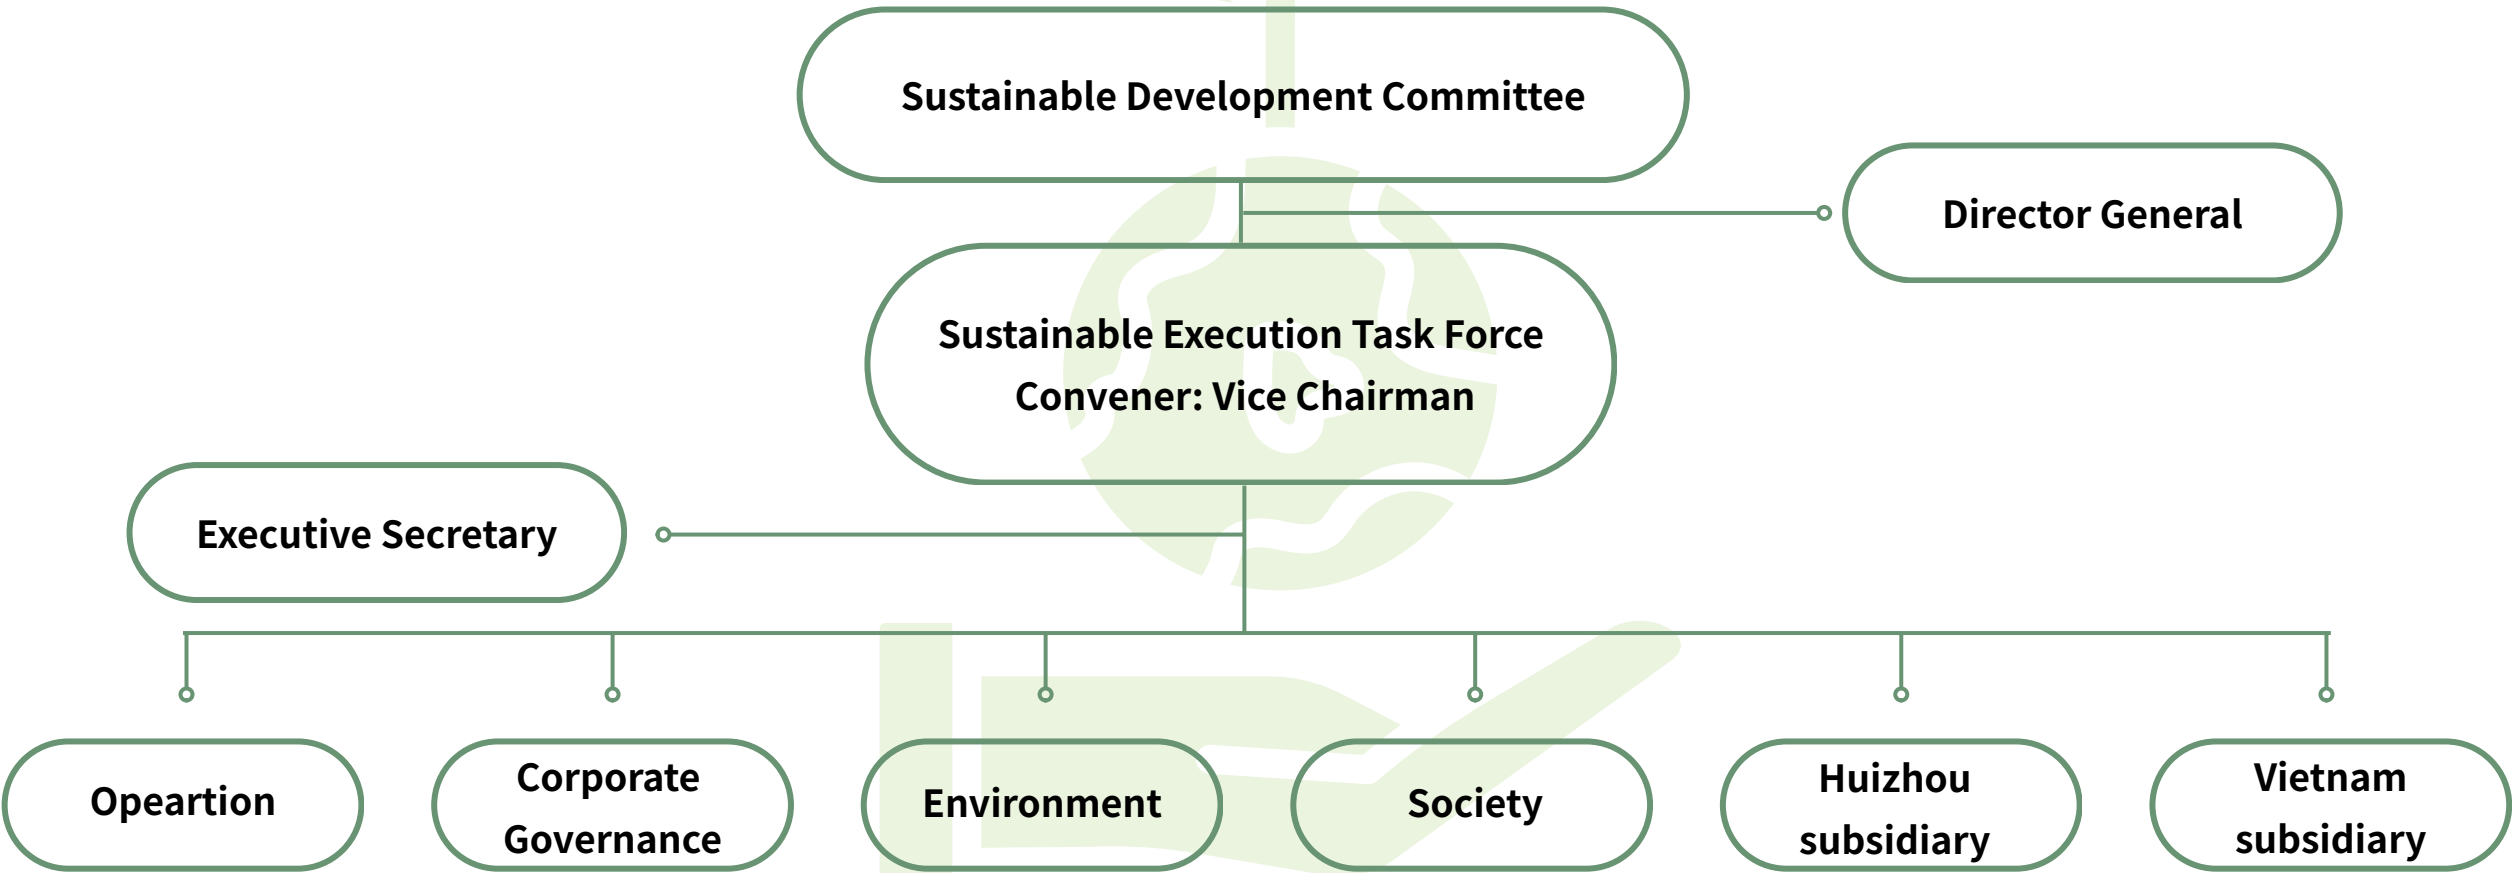 Sustainable Development Committee
Director General
Sustainable Execution Task Force
Convener: Vice Chairman
Executive Secretary
Opeartion
Corporate
Governance
Environment
Society
Huizhou
subsidiary
Vietnam
subsidiary